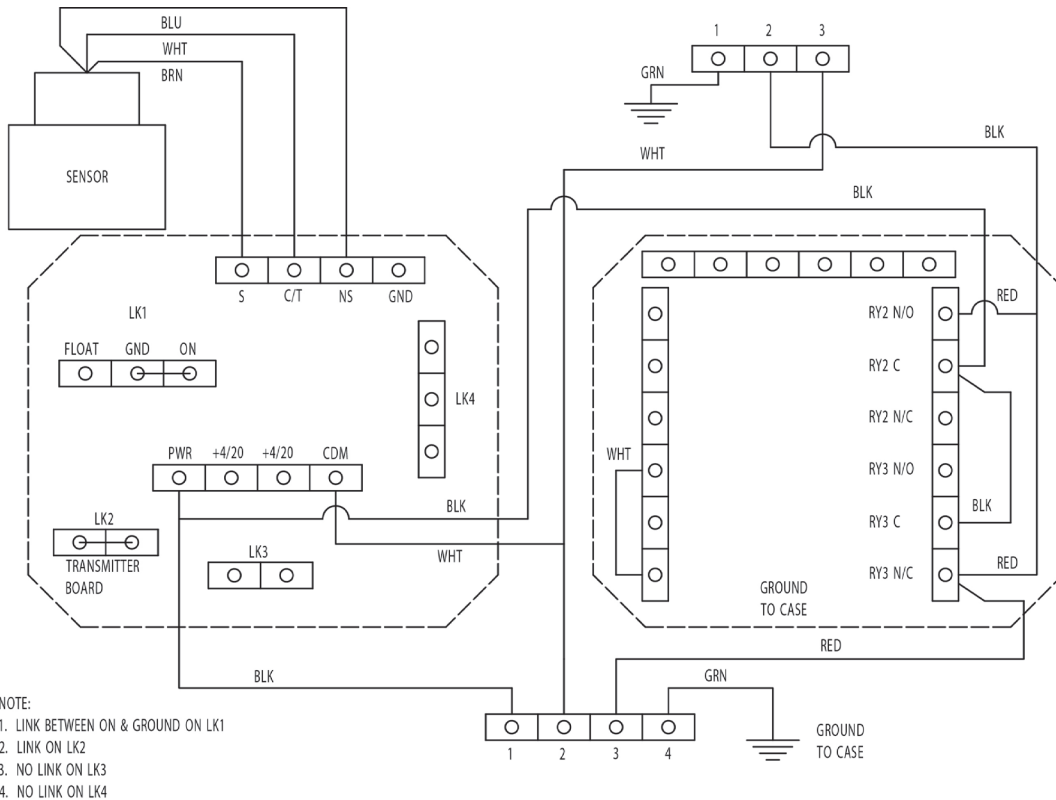 BLU
WHT
BRN
SENSOR
1 2 3
GRN
BLK
WHT
BLK
S C/T NS GND
LK1
FLOAT GND ON
LK4
PWR +4/20 +4/20 CDM
BLK
WHT
LK2
TRANSMITTER
BOARD
LK3
RED
RY2 N/O
RY2 C
RY2 N/C
WHT
RY3 N/O
BLK
RY3 C
RED
RY3 N/C
GROUND
TO CASE
RED
BLK
GRN
1 2 3 4
GROUND
TO CASE
NOTE:
1. LINK BETWEEN ON & GROUND ON LK1
2. LINK ON LK2
3. NO LINK ON LK3
4. NO LINK ON LK4